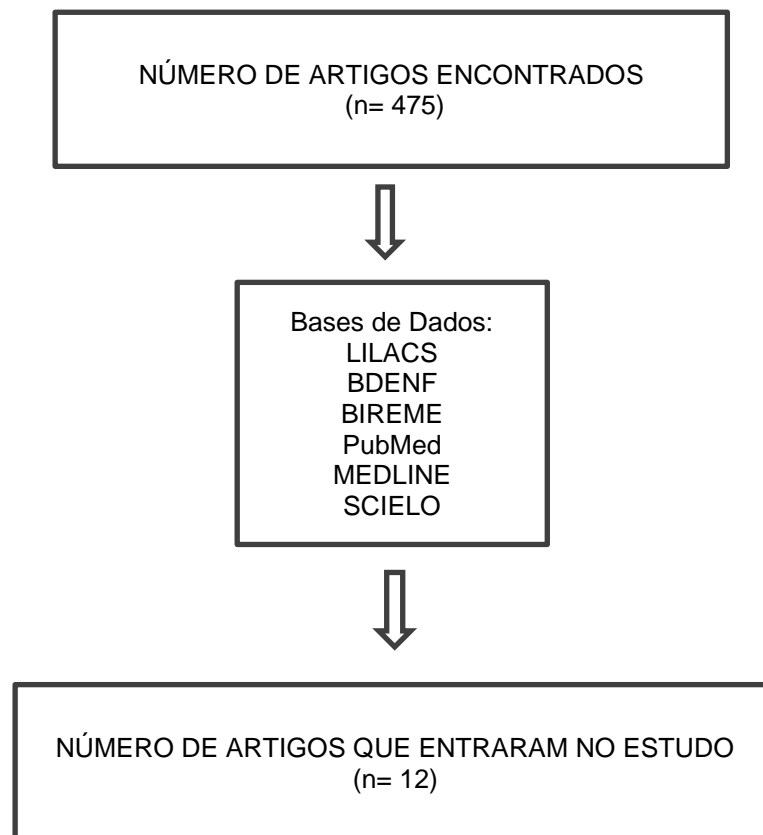 NÚMERO DE ARTIGOS ENCONTRADOS
(n= 475)
Bases de Dados:
LILACS
BDENF
BIREME
PubMed
MEDLINE
SCIELO
NÚMERO DE ARTIGOS QUE ENTRARAM NO ESTUDO
(n= 12)